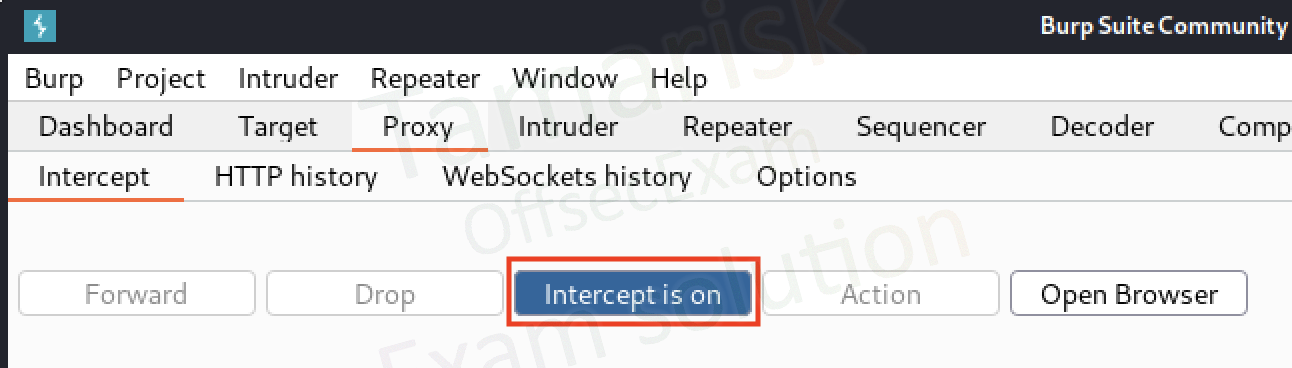 Burp Suite Community
Burp Project Intruder Repeater Window Help
Dashboard Target Proxy Intruder Repeater Sequencer Decoder Comp
Intercept HTTP history WebSockets history Options
Forward Drop Intercept is on Action Open Browser
Tamarisk
OffsecExam
Exam solution